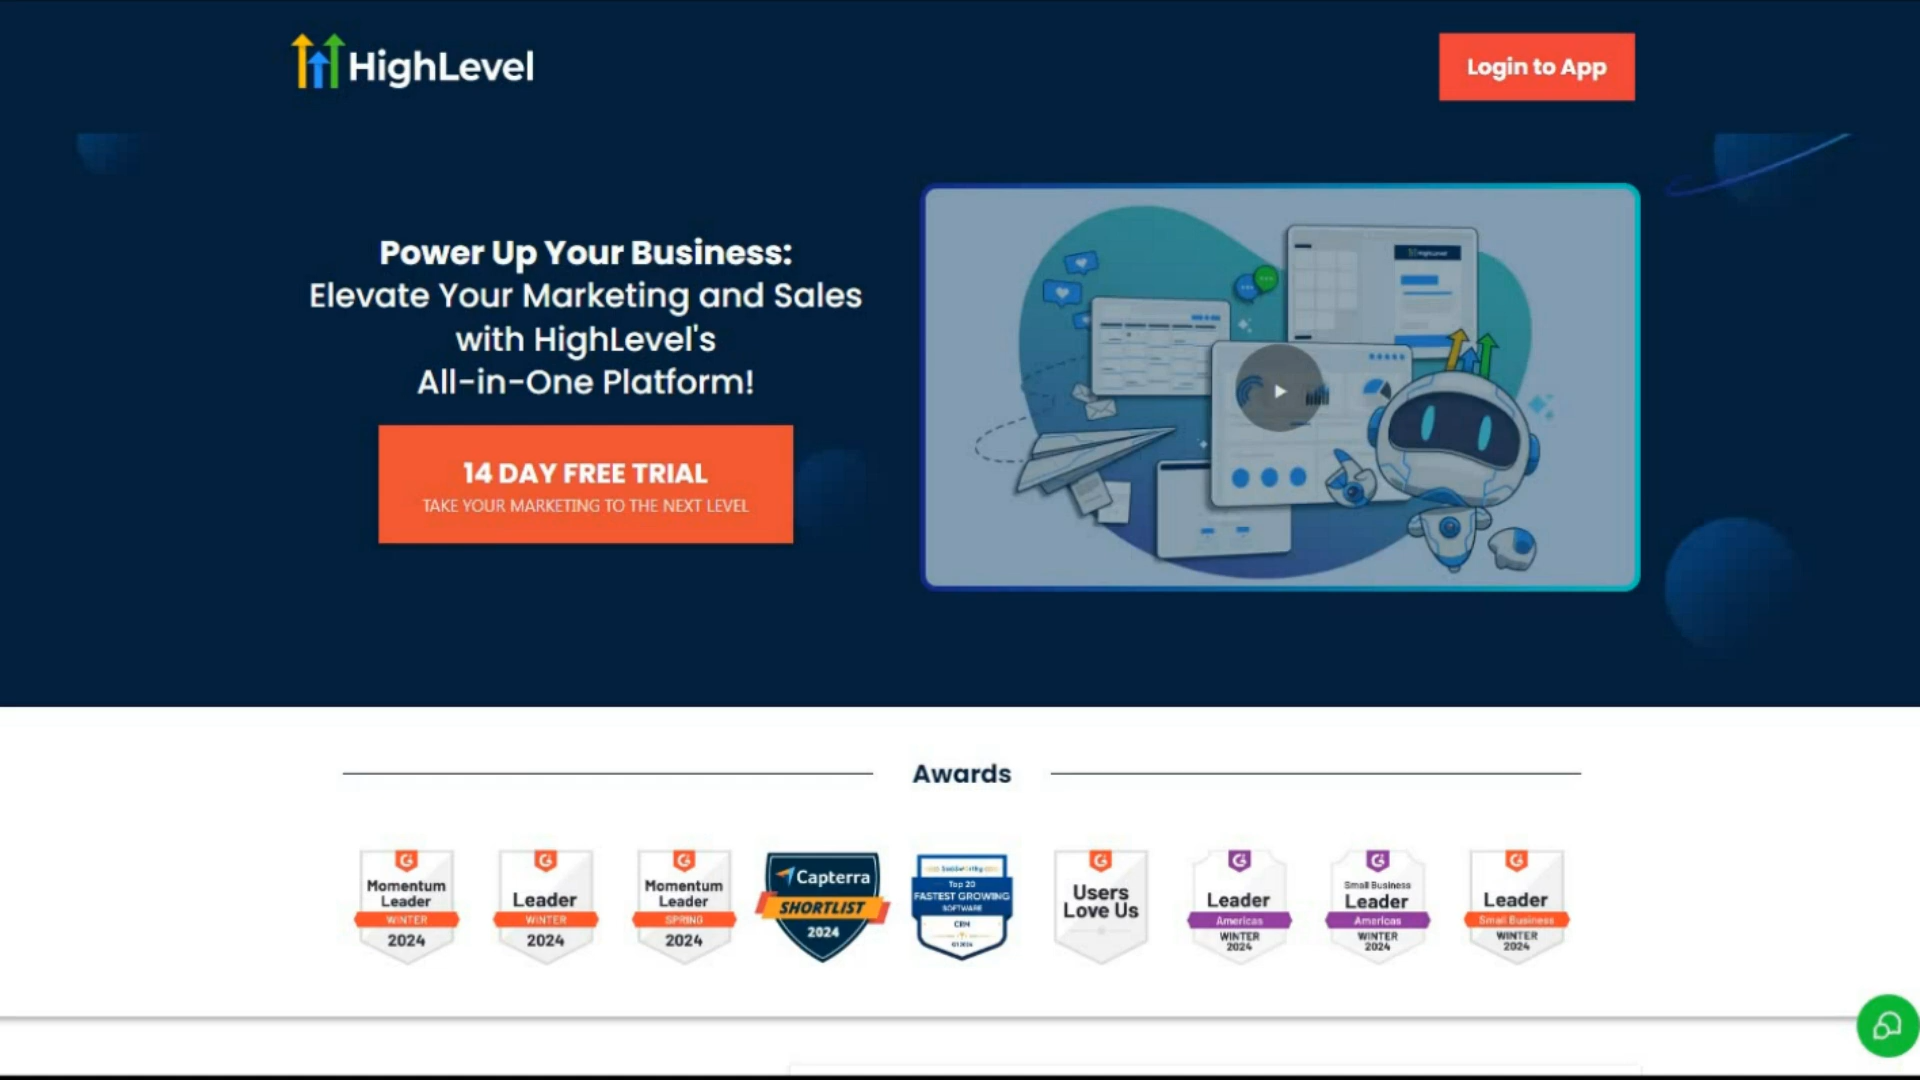 HighLevel
Login to App
Power Up Your Business:
Elevate Your Marketing and Sales
with HighLevel's
All-in-One Platform!
14 DAY FREE TRIAL
TAKE YOUR MARKETING TO THE NEXT LEVEL
HighLevel
Awards
Momentum
Leader
WINTER
2024
Leader
WINTER
2024
Momentum
Leader
SPRING
2024
Capterra
SHORTLIST
2024
Top 20
FASTEST GROWING
SOFTWARE
CRM
Users
Love Us
Leader
Americas
WINTER
2024
Small Business
Leader
Americas
WINTER
2024
Leader
Small Business
WINTER
2024